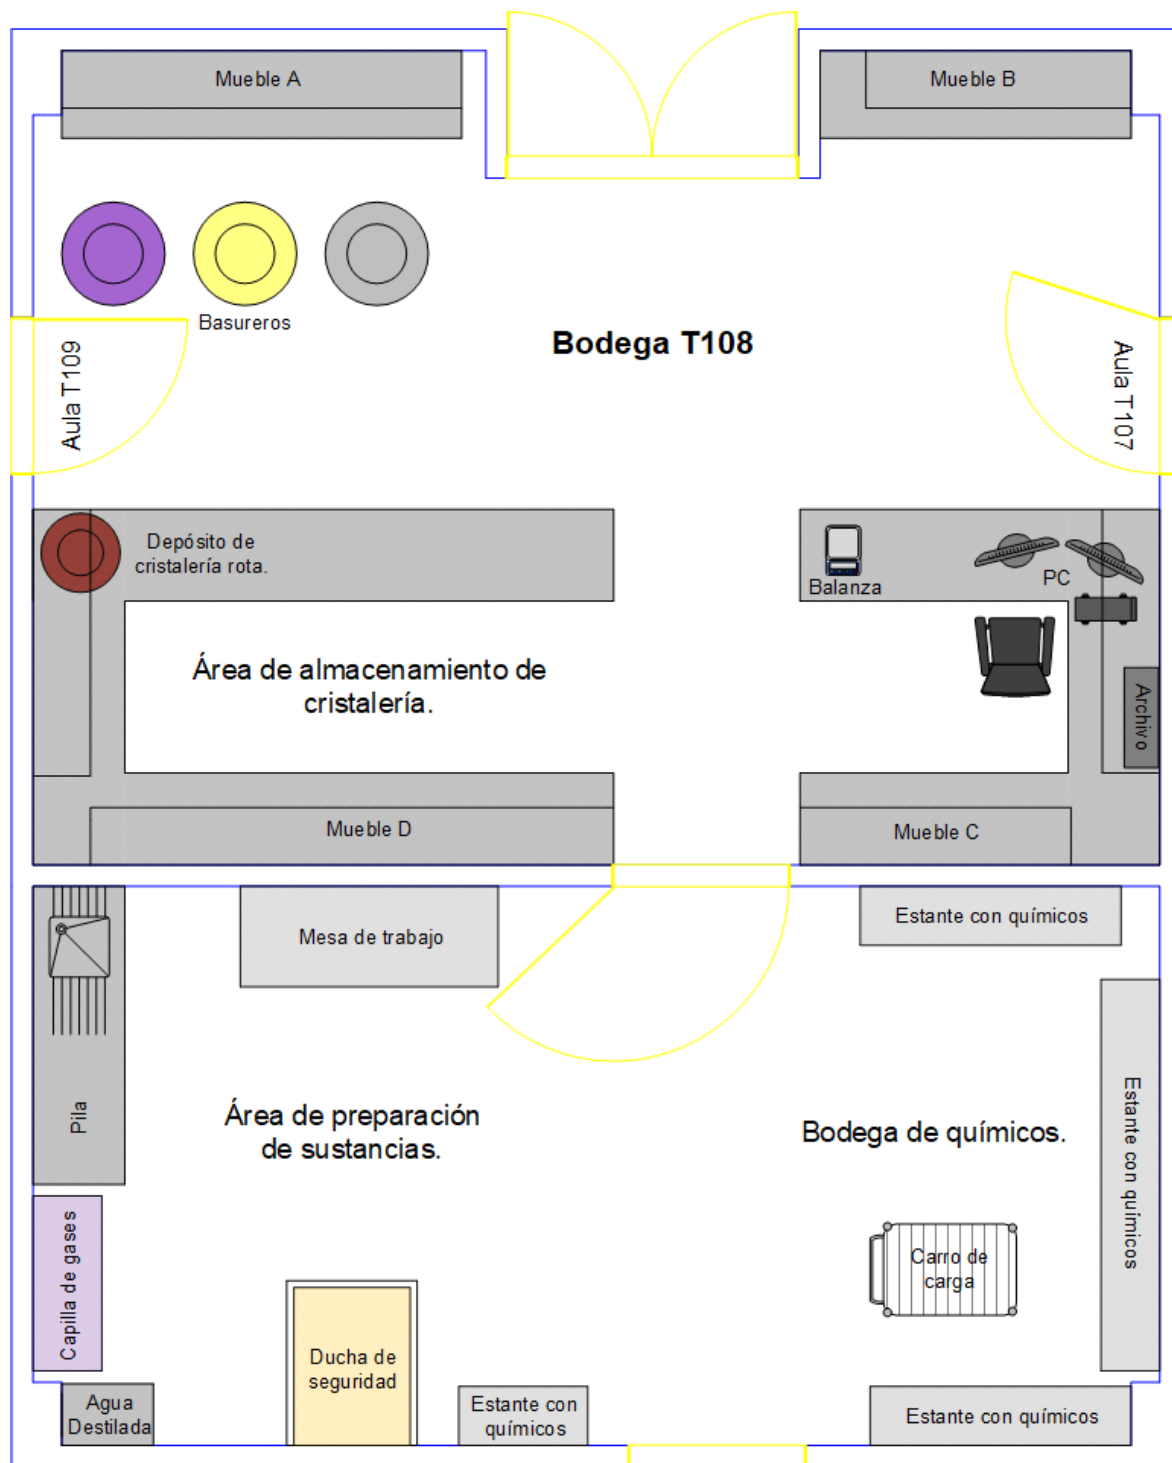 Mueble A
Mueble B
Basureros
Bodega T108
Aula T109
Aula T107
Depósito de
cristalería rota.
Balanza
PC
Área de almacenamiento de
cristalería.
Archivo
Mueble D
Mueble C
Mesa de trabajo
Estante con químicos
Pila
Área de preparación
de sustancias.
Bodega de químicos.
Estante con químicos
Capilla de gases
Carro de
carga
Ducha de
seguridad
Agua
Destilada
Estante con
químicos
Estante con químicos